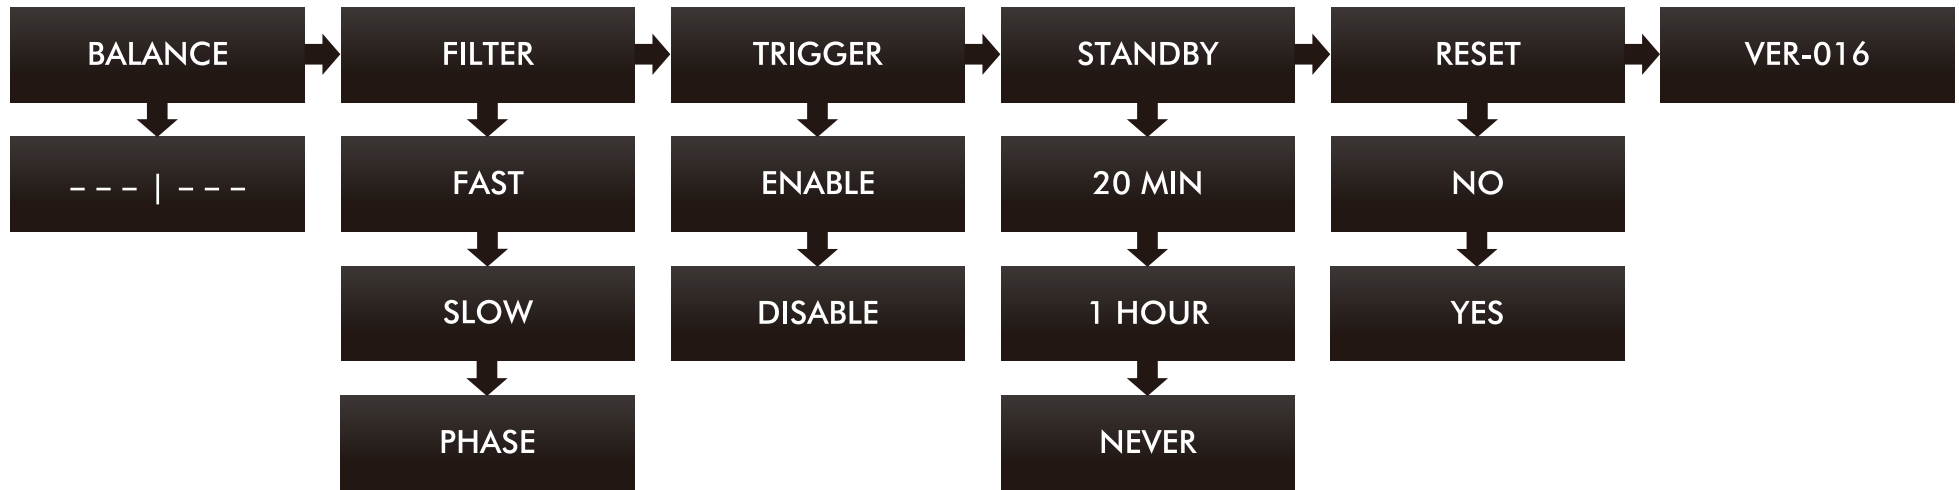 BALANCE
FILTER
TRIGGER
STANDBY
RESET
VER-016
– – – | – – –
FAST
ENABLE
20 MIN
NO
SLOW
DISABLE
1 HOUR
YES
PHASE
NEVER